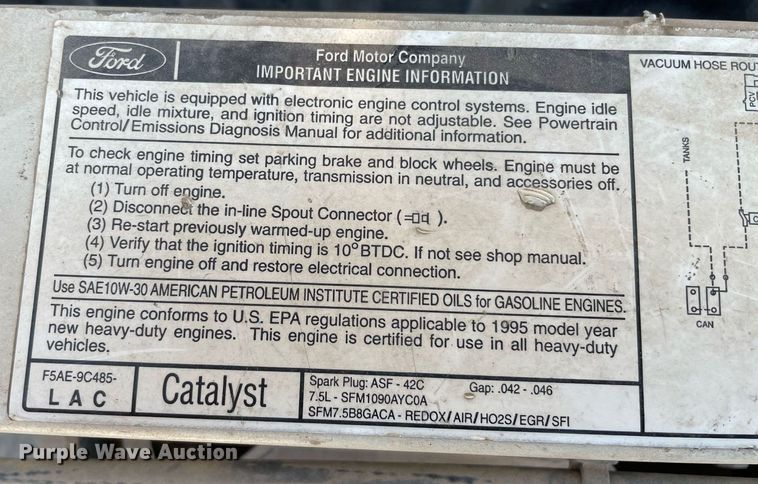 Ford
Ford Motor Company
IMPORTANT ENGINE INFORMATION
This vehicle is equipped with electronic engine control systems. Engine idle
speed, idle mixture, and ignition timing are not adjustable. See Powertrain
Control/Emissions Diagnosis Manual for additional information.
To check engine timing set parking brake and block wheels. Engine must be
at normal operating temperature, transmission in neutral, and accessories off.
(1) Turn off engine.
(2) Disconnect the in-line Spout Connector ( ).
(3) Re-start previously warmed-up engine.
(4) Verify that the ignition timing is 10° BTDC. If not see shop manual.
(5) Turn engine off and restore electrical connection.
Use SAE10W-30 AMERICAN PETROLEUM INSTITUTE CERTIFIED OILS for GASOLINE ENGINES.
This engine conforms to U.S. EPA regulations applicable to 1995 model year
new heavy-duty engines. This engine is certified for use in all heavy-duty
vehicles.
F5AE-9C485-
L A C
Catalyst
Spark Plug: ASF - 42C Gap: .042 - .046
7.5L - SFM1090AYC0A
SFM7.5B8GACA - REDOX/AIR/HO2S/EGR/SFI
VACUUM HOSE ROUT
PCV
TANKS
CAN
Purple Wave Auction